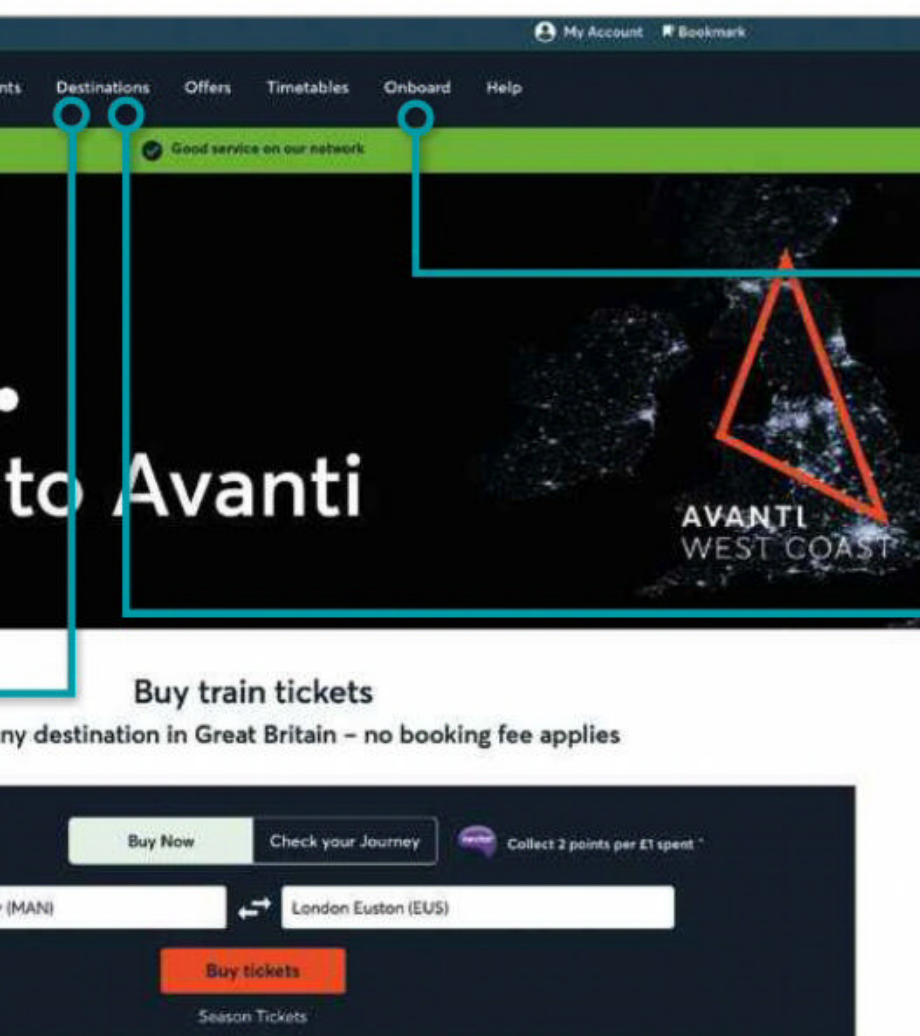 My Account Bookmark
nts Destinations Offers Timetables Onboard Help
Good service on our network
to Avanti
AVANTI
WEST COAST
Buy train tickets
ny destination in Great Britain – no booking fee applies
Buy Now Check your Journey nectar Collect 2 points per £1 spent *
(MAN) London Euston (EUS)
Buy tickets
Season Tickets